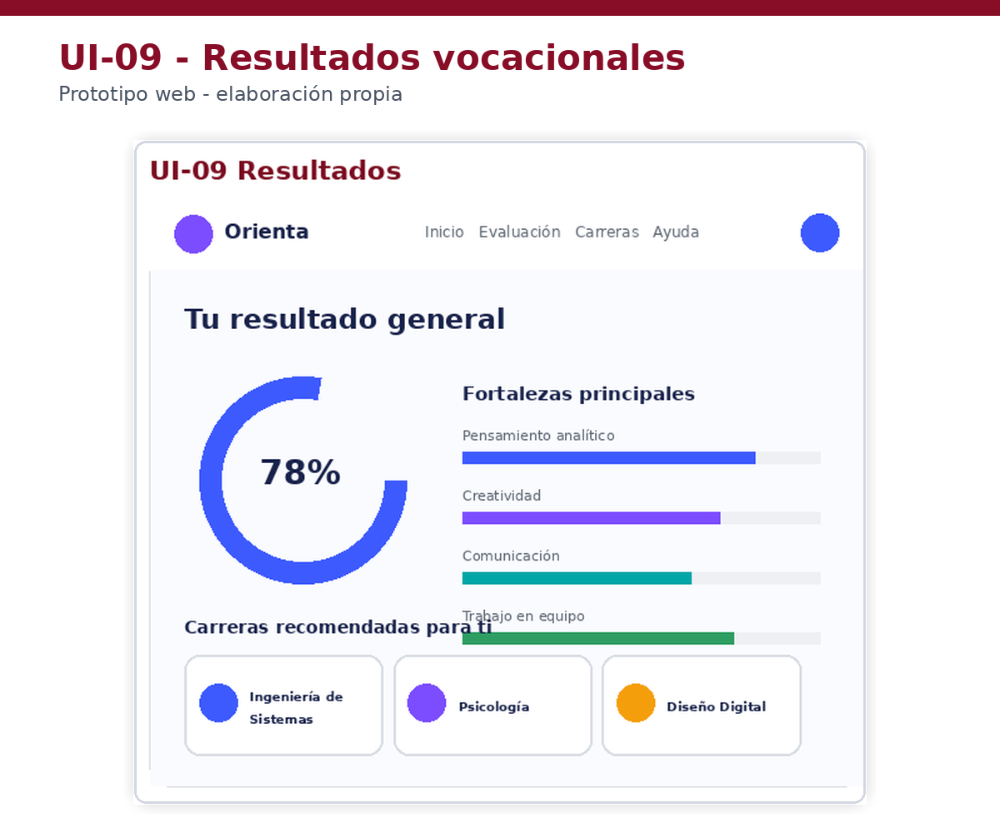 UI-09 - Resultados vocacionales
Prototipo web - elaboración propia
UI-09 Resultados
Orienta
Inicio Evaluación Carreras Ayuda
Tu resultado general
78%
Fortalezas principales
Pensamiento analítico
Creatividad
Comunicación
Trabajo en equipo
Carreras recomendadas para ti
Ingeniería de
Sistemas
Psicología
Diseño Digital